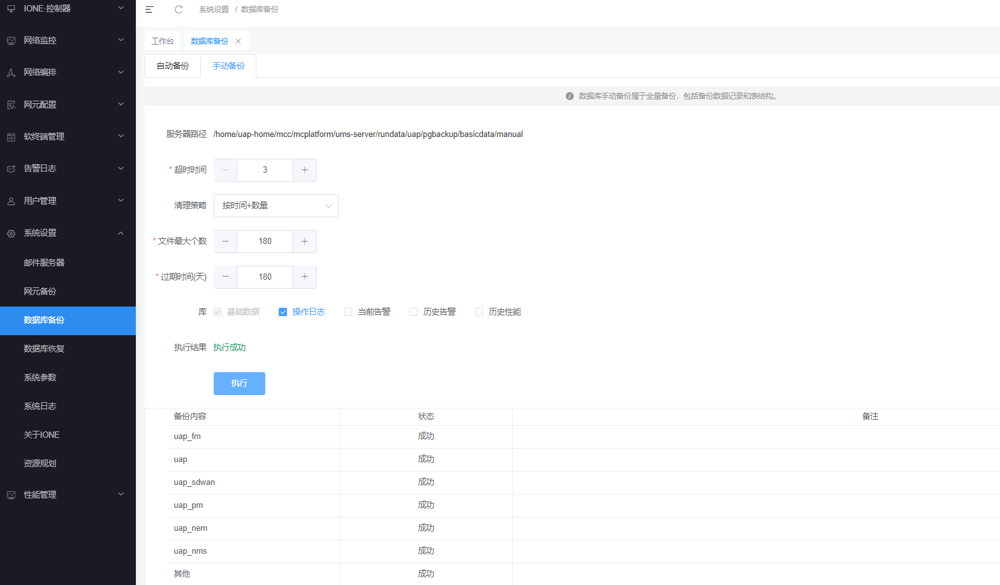 IONE·控制器
网络监控
网络编排
网元配置
软终端管理
告警日志
用户管理
系统设置
邮件服务器
网元备份
数据库备份
数据库恢复
系统参数
系统日志
关于IONE
资源规划
性能管理
系统设置 / 数据库备份
工作台 数据库备份 ×
自动备份 手动备份
数据库手动备份属于全量备份，包括备份数据记录和表结构。
服务器路径 /home/uap-home/mcc/mcplatform/ums-server/rundata/uap/pgbackup/basicdata/manual
* 超时时间 − 3 +
清理策略 按时间+数量
* 文件最大个数 − 180 +
* 过期时间(天) − 180 +
库 基础数据 操作日志 当前告警 历史告警 历史性能
执行结果 执行成功
执行
备份内容 状态 备注
uap_fm 成功
uap 成功
uap_sdwan 成功
uap_pm 成功
uap_nem 成功
uap_nms 成功
其他 成功